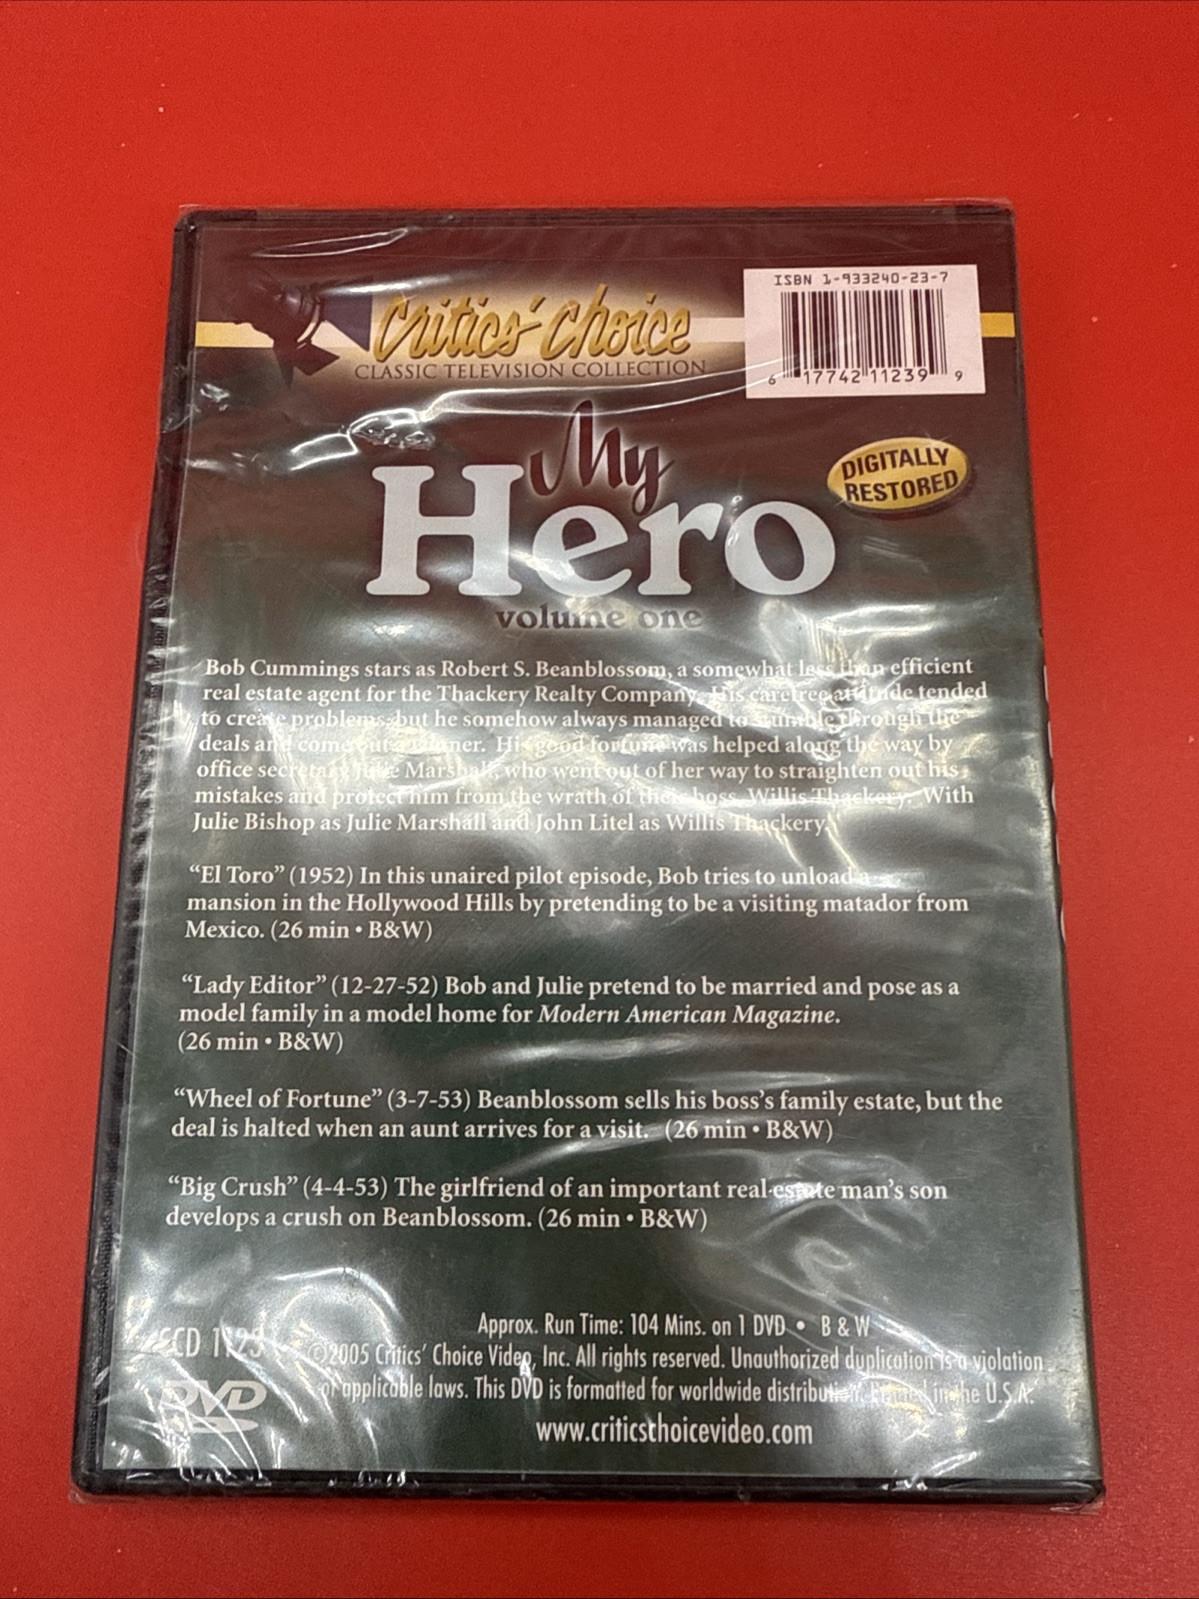 ISBN 1-933240-23-7
Critics' Choice
CLASSIC TELEVISION COLLECTION
6 17742 11239 9
My
Hero
DIGITALLY
RESTORED
volume one
Bob Cummings stars as Robert S. Beanblossom, a somewhat less than efficient
real estate agent for the Thackery Realty Company. His carefree attitude tended
to create problems, but he somehow always managed to stumble through the
deals and come out a winner. His good fortune was helped along the way by
office secretary Julie Marshall, who went out of her way to straighten out his
mistakes and protect him from the wrath of their boss, Willis Thackery. With
Julie Bishop as Julie Marshall and John Litel as Willis Thackery.
“El Toro” (1952) In this unaired pilot episode, Bob tries to unload a
mansion in the Hollywood Hills by pretending to be a visiting matador from
Mexico. (26 min • B&W)
“Lady Editor” (12-27-52) Bob and Julie pretend to be married and pose as a
model family in a model home for Modern American Magazine.
(26 min • B&W)
“Wheel of Fortune” (3-7-53) Beanblossom sells his boss’s family estate, but the
deal is halted when an aunt arrives for a visit. (26 min • B&W)
“Big Crush” (4-4-53) The girlfriend of an important real estate man’s son
develops a crush on Beanblossom. (26 min • B&W)
Approx. Run Time: 104 Mins. on 1 DVD • B & W
©2005 Critics’ Choice Video, Inc. All rights reserved. Unauthorized duplication is a violation
of applicable laws. This DVD is formatted for worldwide distribution. Printed in the U.S.A.
DVD
www.criticschoicevideo.com